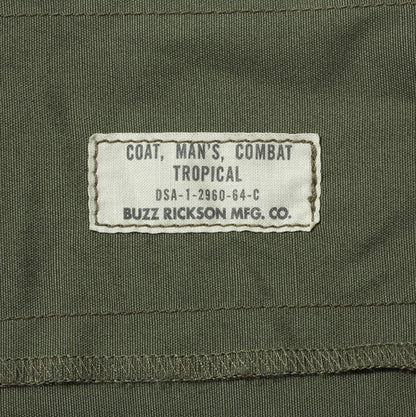 COAT, MAN'S, COMBAT
TROPICAL
DSA-1-2960-64-C
BUZZ RICKSON MFG. CO.